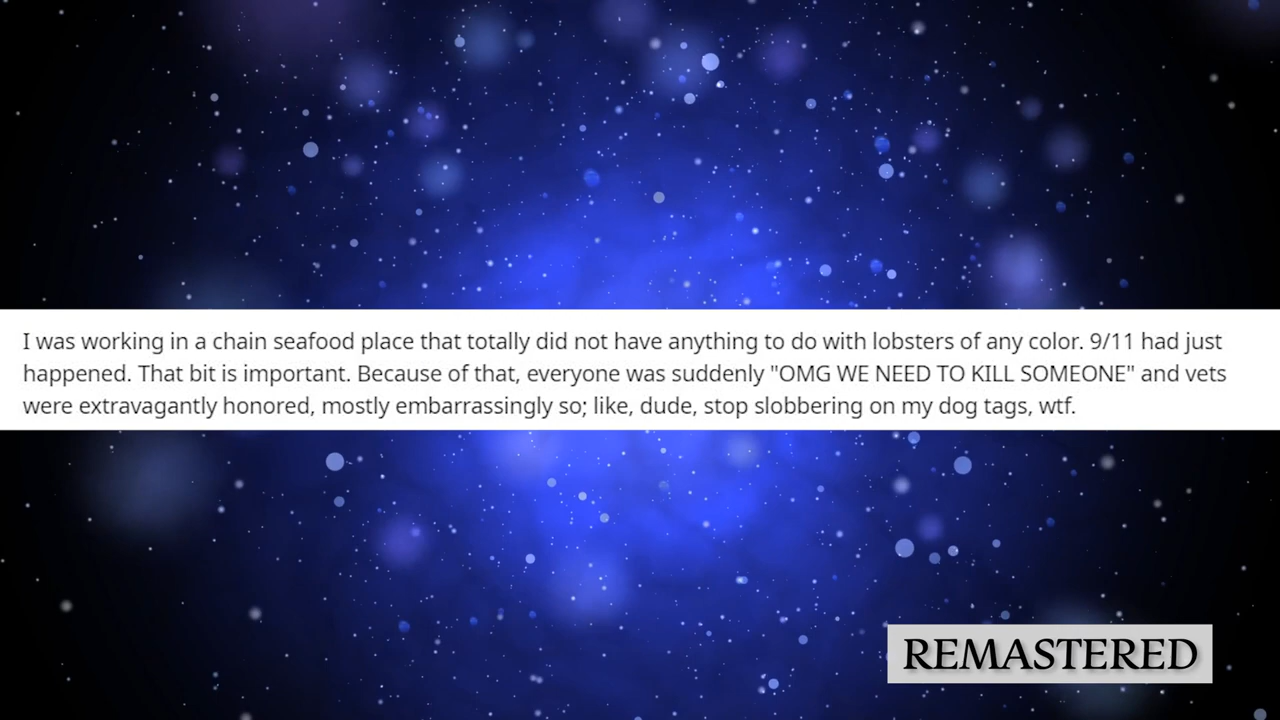 I was working in a chain seafood place that totally did not have anything to do with lobsters of any color. 9/11 had just
happened. That bit is important. Because of that, everyone was suddenly "OMG WE NEED TO KILL SOMEONE" and vets
were extravagantly honored, mostly embarrassingly so; like, dude, stop slobbering on my dog tags, wtf.
REMASTERED